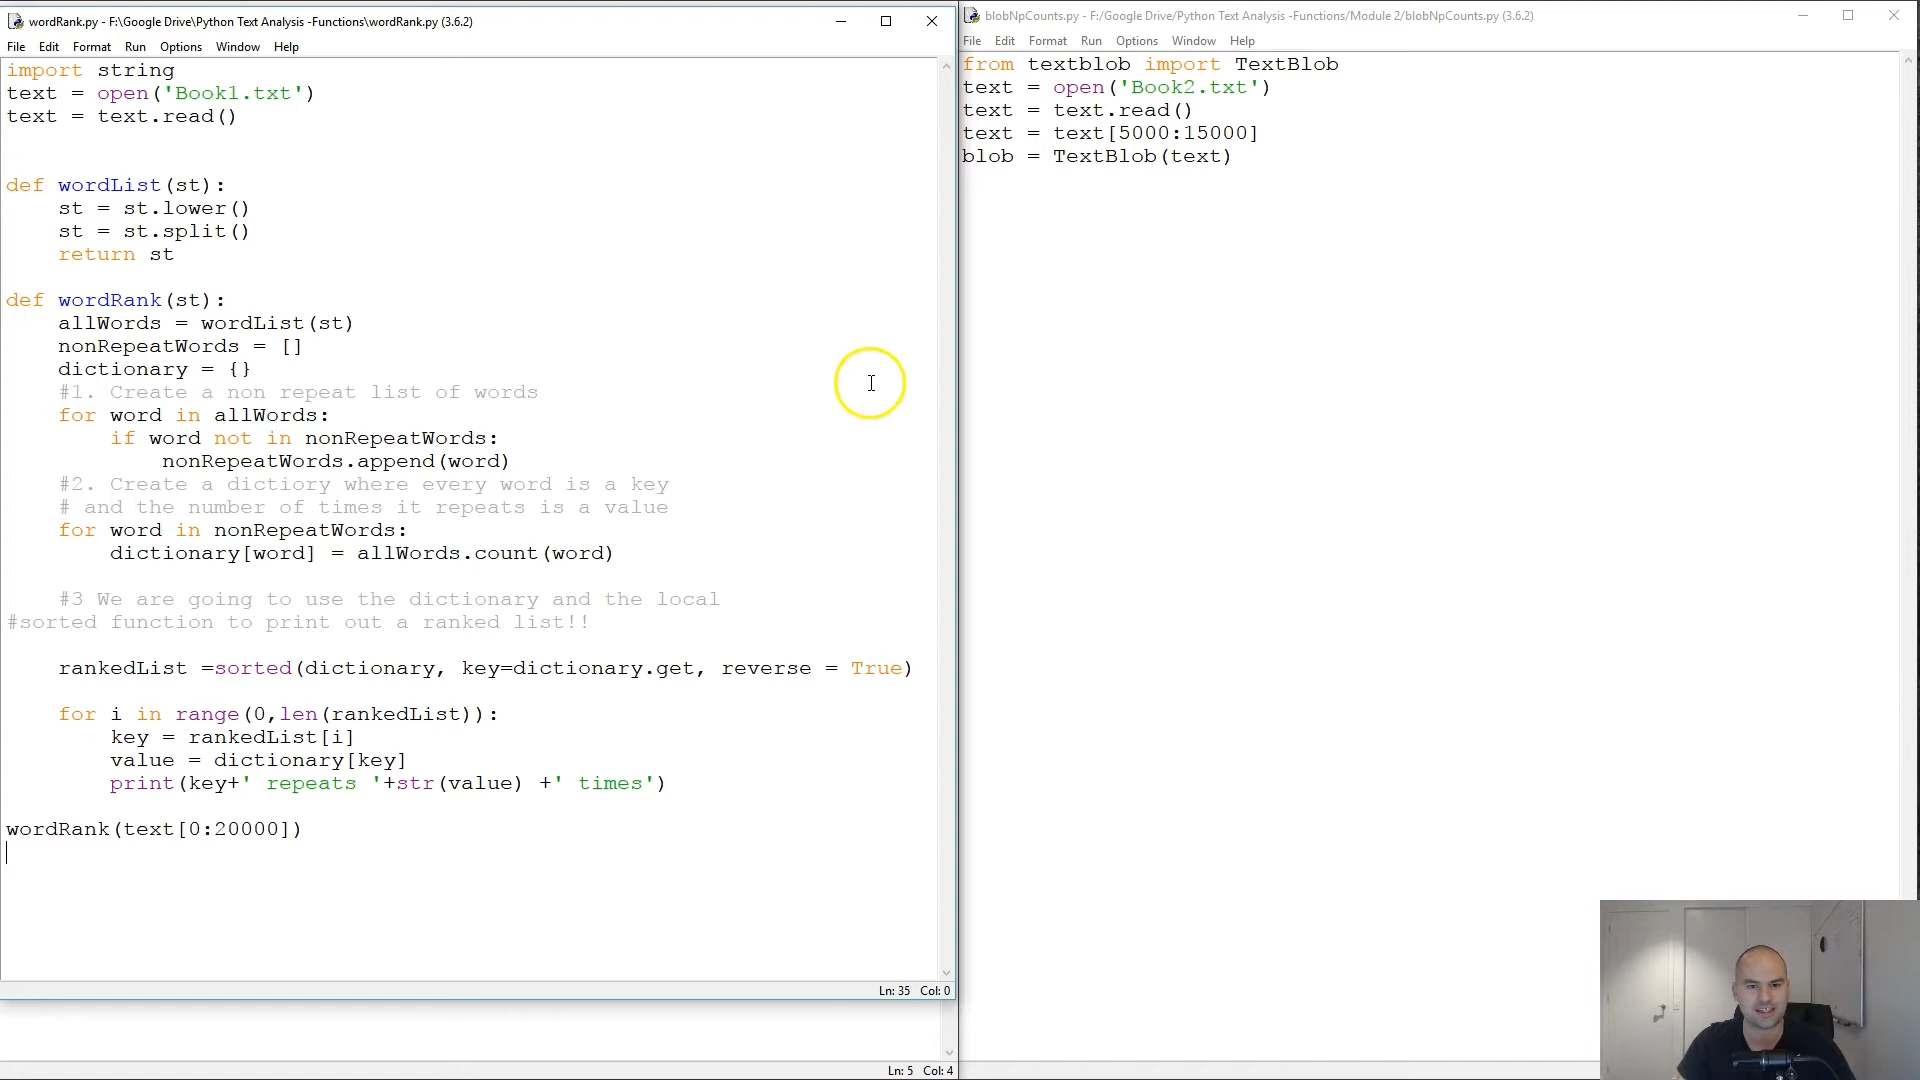 wordRank.py - F:\Google Drive\Python Text Analysis -Functions\wordRank.py (3.6.2)
File Edit Format Run Options Window Help
import string
text = open('Book1.txt')
text = text.read()
def wordList(st):
    st = st.lower()
    st = st.split()
    return st
def wordRank(st):
    allWords = wordList(st)
    nonRepeatWords = []
    dictionary = {}
    #1. Create a non repeat list of words
    for word in allWords:
        if word not in nonRepeatWords:
            nonRepeatWords.append(word)
    #2. Create a dictiory where every word is a key
    # and the number of times it repeats is a value
    for word in nonRepeatWords:
        dictionary[word] = allWords.count(word)
    #3 We are going to use the dictionary and the local
#sorted function to print out a ranked list!!
    rankedList =sorted(dictionary, key=dictionary.get, reverse = True)
    for i in range(0,len(rankedList)):
        key = rankedList[i]
        value = dictionary[key]
        print(key+' repeats '+str(value) +' times')
wordRank(text[0:20000])
Ln: 35 Col: 0
Ln: 5 Col: 4
blobNpCounts.py - F:/Google Drive/Python Text Analysis -Functions/Module 2/blobNpCounts.py (3.6.2)
File Edit Format Run Options Window Help
from textblob import TextBlob
text = open('Book2.txt')
text = text.read()
text = text[5000:15000]
blob = TextBlob(text)